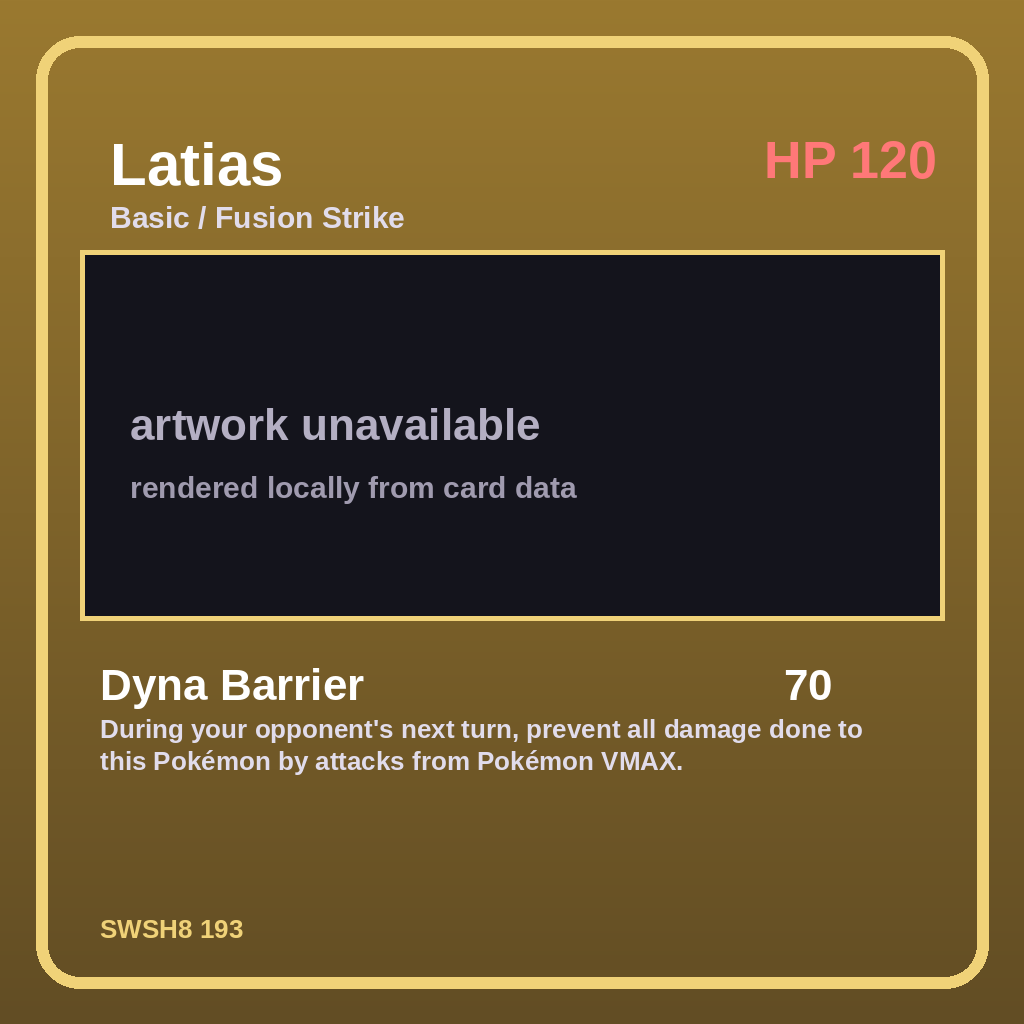 Latias
HP 120
Basic / Fusion Strike
artwork unavailable
rendered locally from card data
Dyna Barrier
70
During your opponent's next turn, prevent all damage done to
this Pokémon by attacks from Pokémon VMAX.
SWSH8 193